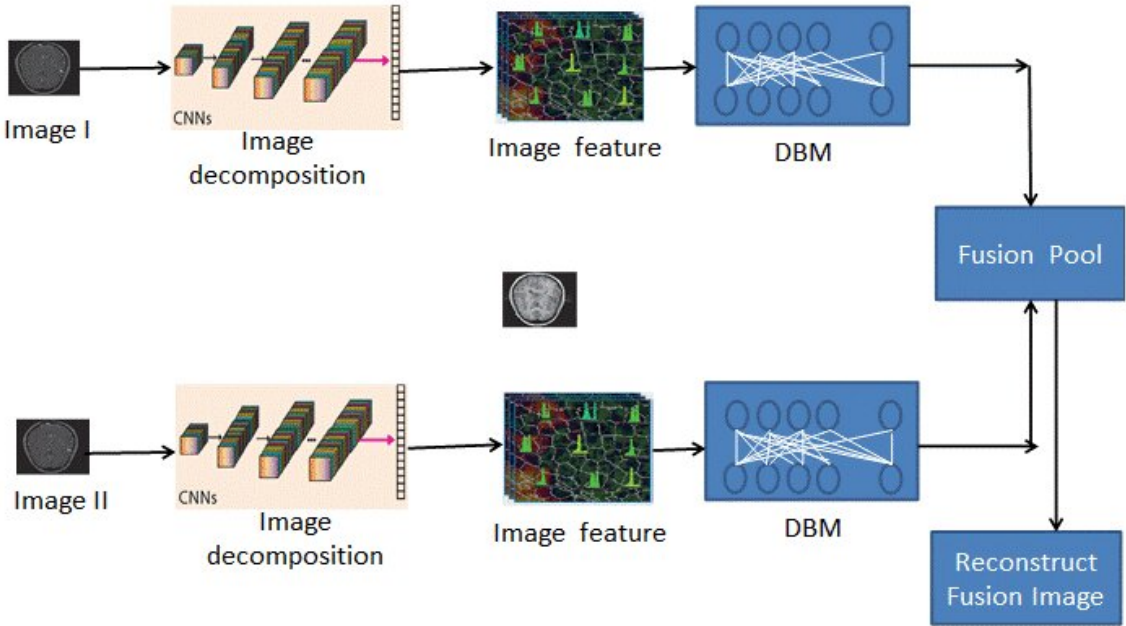 Image I
CNNs
Image
decomposition
Image feature
DBM
Fusion Pool
Image II
CNNs
Image
decomposition
Image feature
DBM
Reconstruct
Fusion Image